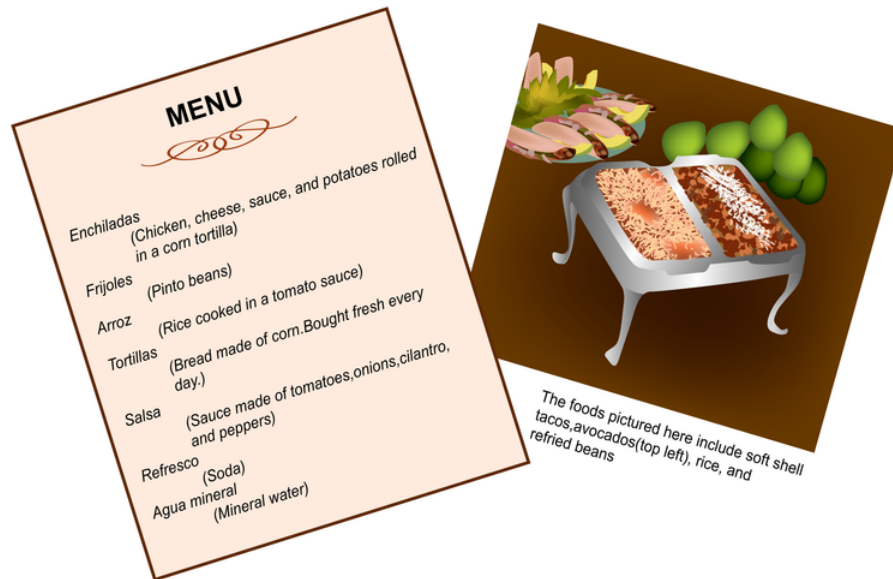 MENU
Enchiladas
(Chicken, cheese, sauce, and potatoes rolled
in a corn tortilla)
Frijoles
(Pinto beans)
Arroz
(Rice cooked in a tomato sauce)
Tortillas
(Bread made of corn.Bought fresh every
day.)
Salsa
(Sauce made of tomatoes,onions,cilantro,
and peppers)
Refresco
(Soda)
Agua mineral
(Mineral water)
The foods pictured here include soft shell
tacos,avocados(top left), rice, and
refried beans